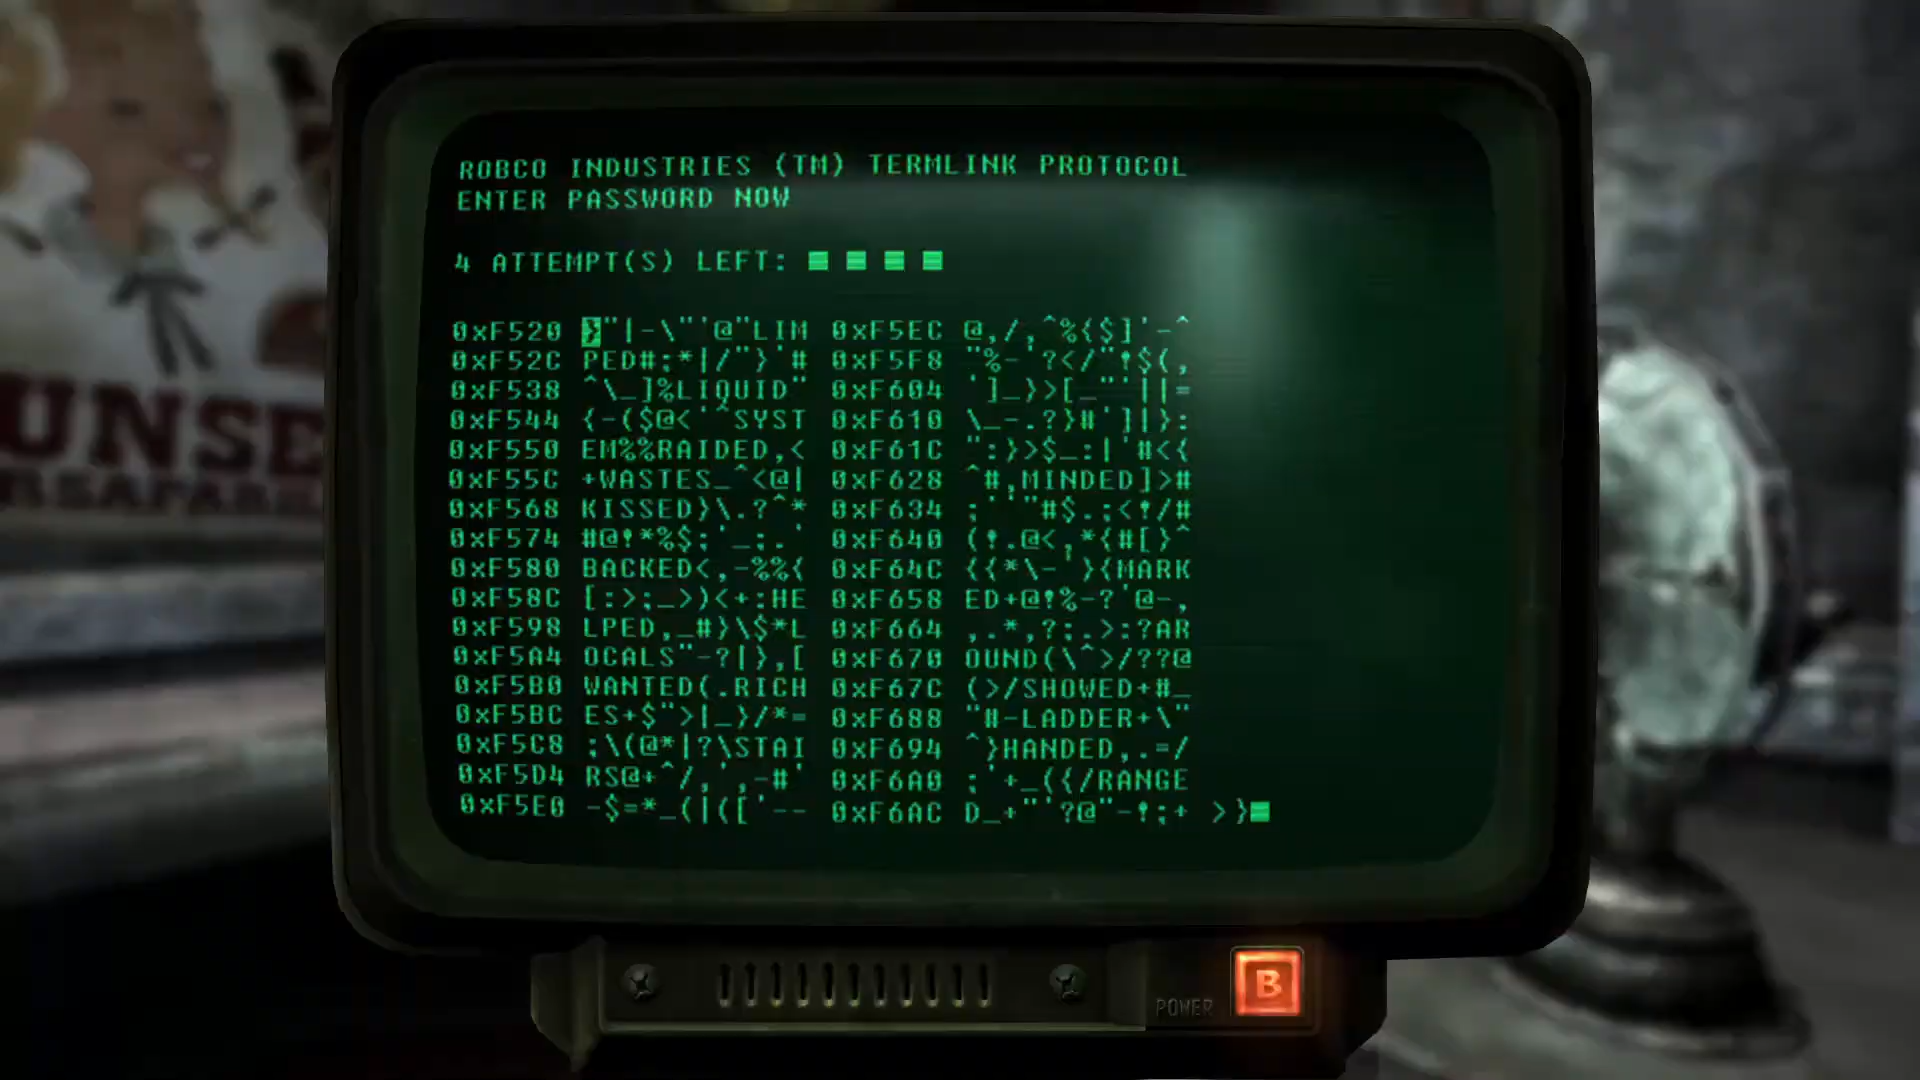 ROBCO INDUSTRIES (TM) TERMLINK PROTOCOL
ENTER PASSWORD NOW
4 ATTEMPT(S) LEFT: ■ ■ ■ ■
0xF520 }"|-\"'@"LIM 0xF5EC @,/,^%{$]'-^
0xF52C PED#;*|/"}'# 0xF5F8 "%-'?</"!$(,
0xF538 ^\_]%LIQUID" 0xF604 ']_}>[_"'||=
0xF544 {-($@<'^SYST 0xF610 \_-.?}#']|}:
0xF550 EM%%RAIDED,< 0xF61C ":}>$_:|'#<{
0xF55C +WASTES_^<@| 0xF628 ^#,MINDED]>#
0xF568 KISSED}\.?^* 0xF634 ;''"#$.;<!/#
0xF574 #@!*%$:'_;.' 0xF640 (!.@<,*{#[}^
0xF580 BACKED<,-%%{ 0xF64C {{*\-'}{MARK
0xF58C [:>;_>)<+:HE 0xF658 ED+@!%-?'@-,
0xF598 LPED,_#}\$*L 0xF664 ,.*,?;.>:?AR
0xF5A4 OCALS"-?|},[ 0xF670 OUND(\^>/??@
0xF5B0 WANTED(.RICH 0xF67C (>/SHOWED+#_
0xF5BC ES+$">|_}/*= 0xF688 "#-LADDER+\"
0xF5C8 ;\(@*|?\STAI 0xF694 ^}HANDED,.=/
0xF5D4 RS@+^/,',-#' 0xF6A0 ;'+_({/RANGE
0xF5E0 -$=*_(|(['-- 0xF6AC D_+"'?@"-!;+ >}■
UNSE
RSAPARI
POWER
B